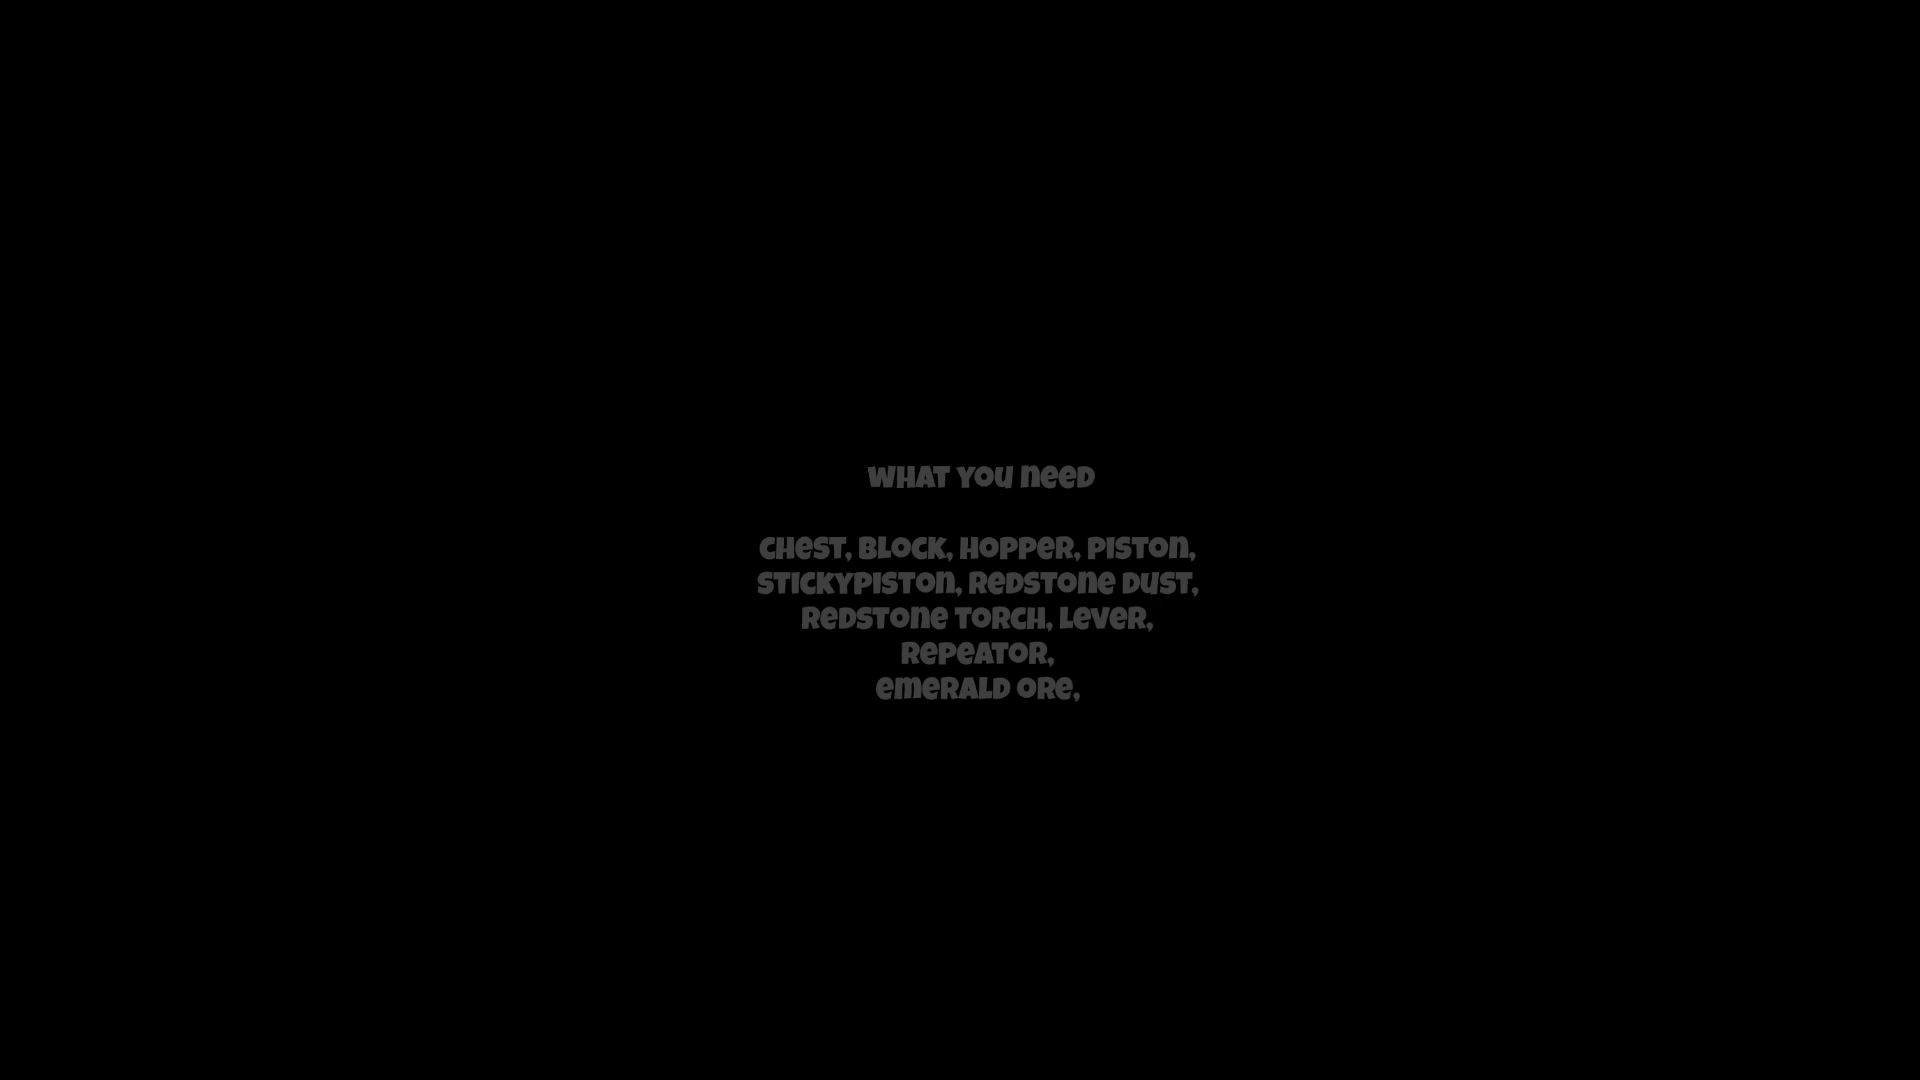 What you need
Chest, Block, Hopper, Piston,
Stickypiston, Redstone Dust,
Redstone Torch, Lever,
Repeator,
Emerald Ore,